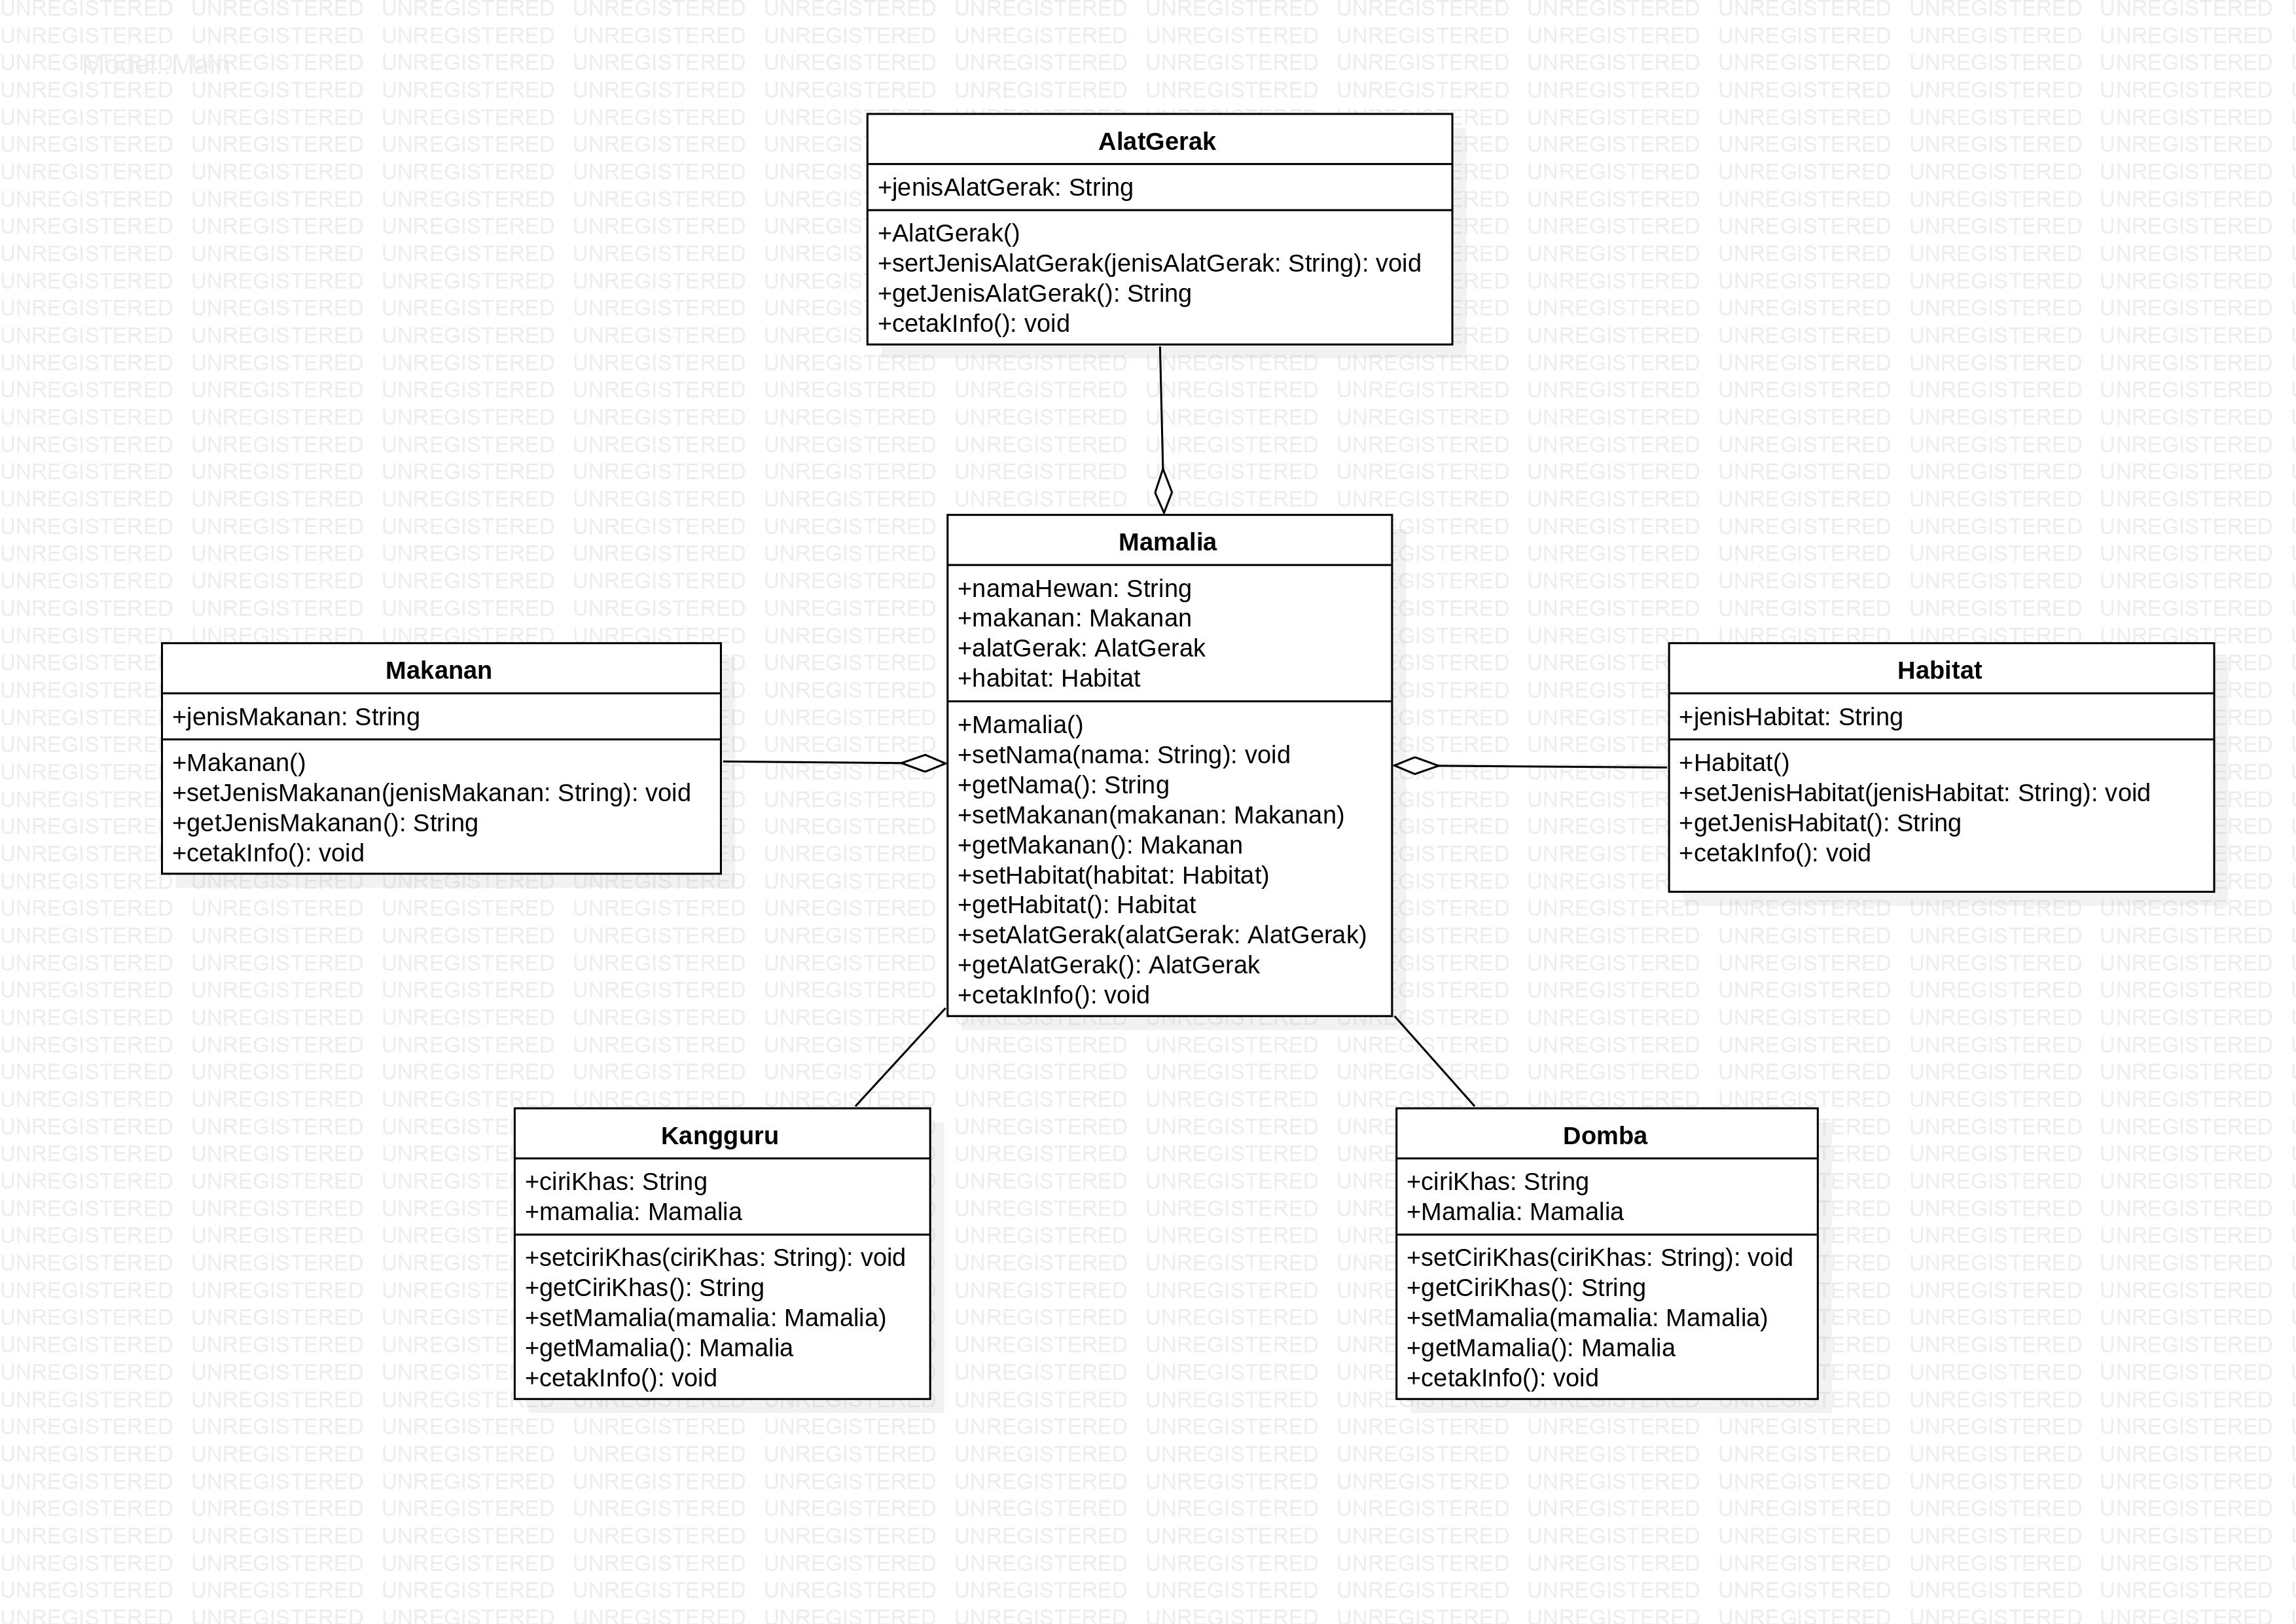 Model::Main
AlatGerak
+jenisAlatGerak: String
+AlatGerak()
+sertJenisAlatGerak(jenisAlatGerak: String): void
+getJenisAlatGerak(): String
+cetakInfo(): void
Mamalia
+namaHewan: String
+makanan: Makanan
+alatGerak: AlatGerak
+habitat: Habitat
+Mamalia()
+setNama(nama: String): void
+getNama(): String
+setMakanan(makanan: Makanan)
+getMakanan(): Makanan
+setHabitat(habitat: Habitat)
+getHabitat(): Habitat
+setAlatGerak(alatGerak: AlatGerak)
+getAlatGerak(): AlatGerak
+cetakInfo(): void
Makanan
+jenisMakanan: String
+Makanan()
+setJenisMakanan(jenisMakanan: String): void
+getJenisMakanan(): String
+cetakInfo(): void
Habitat
+jenisHabitat: String
+Habitat()
+setJenisHabitat(jenisHabitat: String): void
+getJenisHabitat(): String
+cetakInfo(): void
Kangguru
+ciriKhas: String
+mamalia: Mamalia
+setciriKhas(ciriKhas: String): void
+getCiriKhas(): String
+setMamalia(mamalia: Mamalia)
+getMamalia(): Mamalia
+cetakInfo(): void
Domba
+ciriKhas: String
+Mamalia: Mamalia
+setCiriKhas(ciriKhas: String): void
+getCiriKhas(): String
+setMamalia(mamalia: Mamalia)
+getMamalia(): Mamalia
+cetakInfo(): void
UNREGISTERED